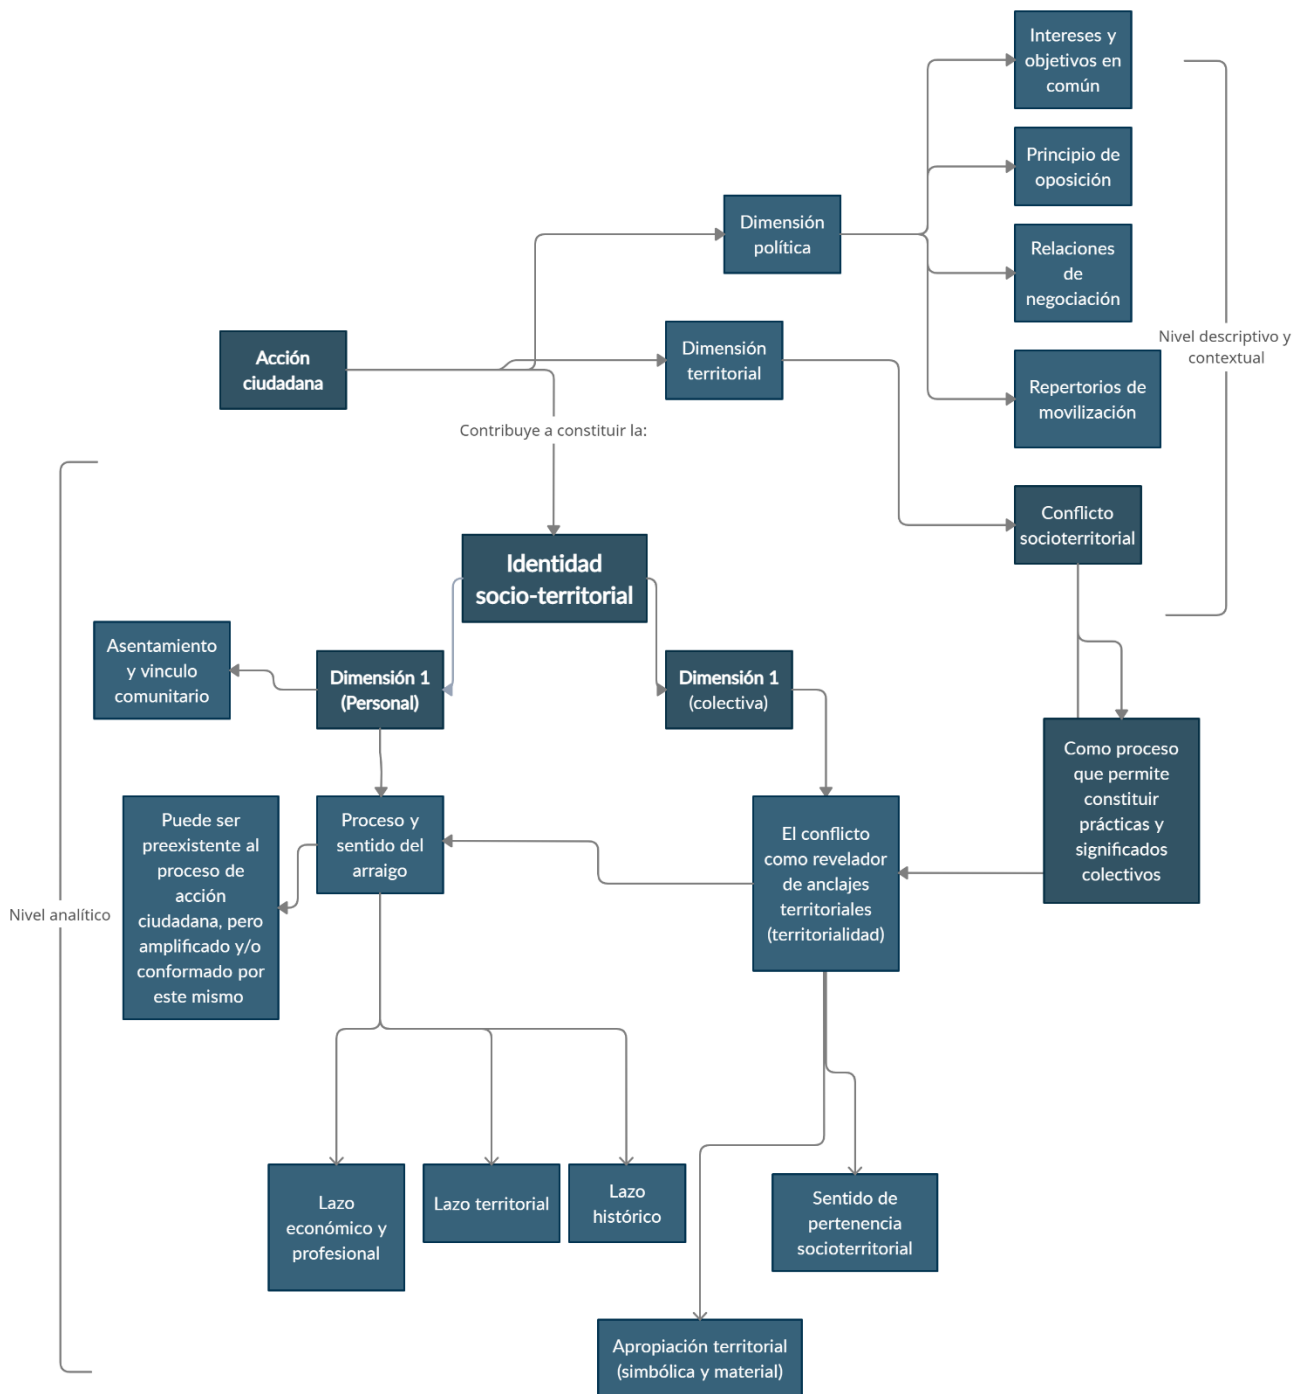 Intereses y
objetivos en
común
Principio de
oposición
Dimensión
política
Relaciones
de
negociación
Nivel descriptivo y
contextual
Acción
ciudadana
Dimensión
territorial
Repertorios de
movilización
Contribuye a constituir la:
Conflicto
socioterritorial
Identidad
socio-territorial
Asentamiento
y vinculo
comunitario
Dimensión 1
(Personal)
Dimensión 1
(colectiva)
Como proceso
que permite
constituir
prácticas y
significados
colectivos
Puede ser
preexistente al
proceso de
acción
ciudadana, pero
amplificado y/o
conformado por
este mismo
Proceso y
sentido del
arraigo
El conflicto
como revelador
de anclajes
territoriales
(territorialidad)
Nivel analítico
Lazo
económico y
profesional
Lazo territorial
Lazo
histórico
Sentido de
pertenencia
socioterritorial
Apropiación territorial
(simbólica y material)